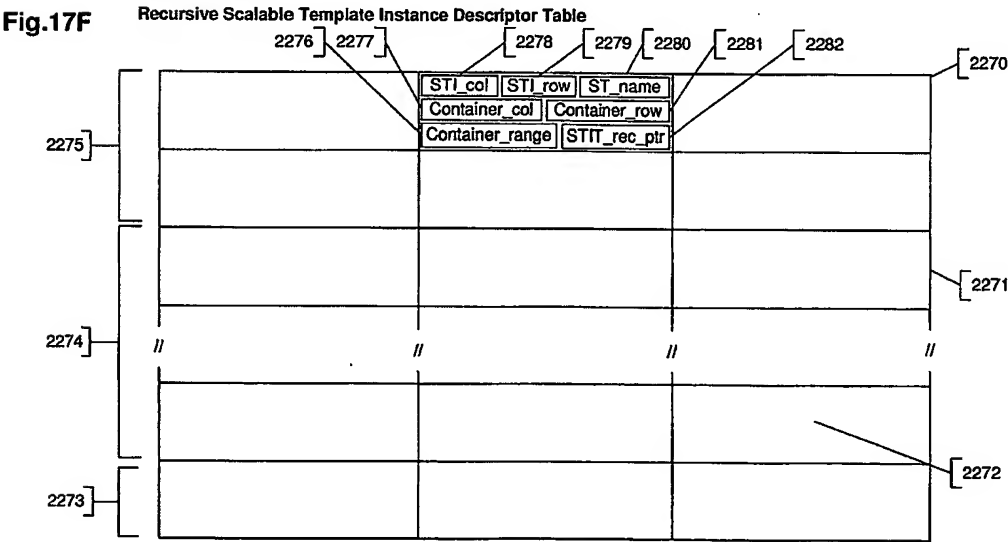 Fig.17F
Recursive Scalable Template Instance Descriptor Table
2276 2277 2278 2279 2280 2281 2282
2270
STI_col STI_row ST_name
Container_col Container_row
Container_range STIT_rec_ptr
2275
2271
2274
//  //  //  //
2272
2273